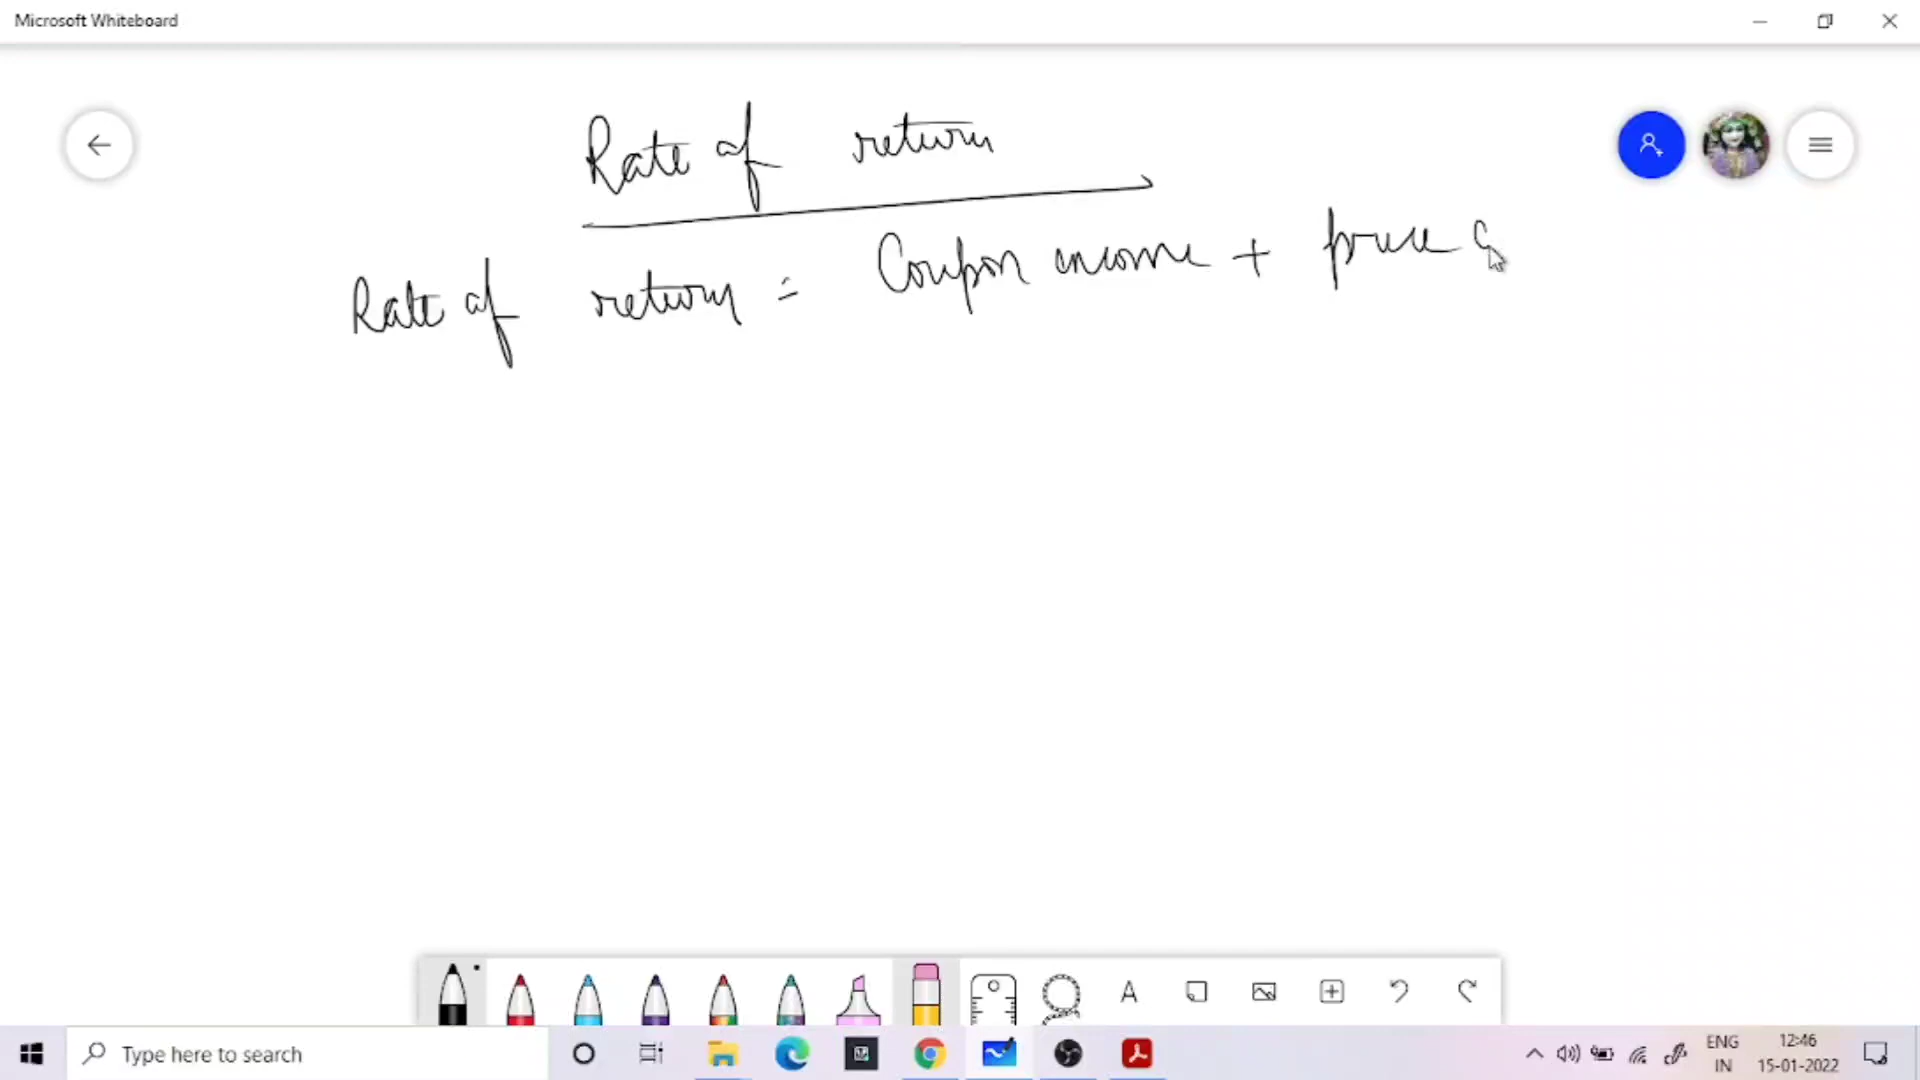 Microsoft Whiteboard
Rate of return
Rate of return = Coupon income + price
A
Type here to search
ENG
IN
12:46
15-01-2022